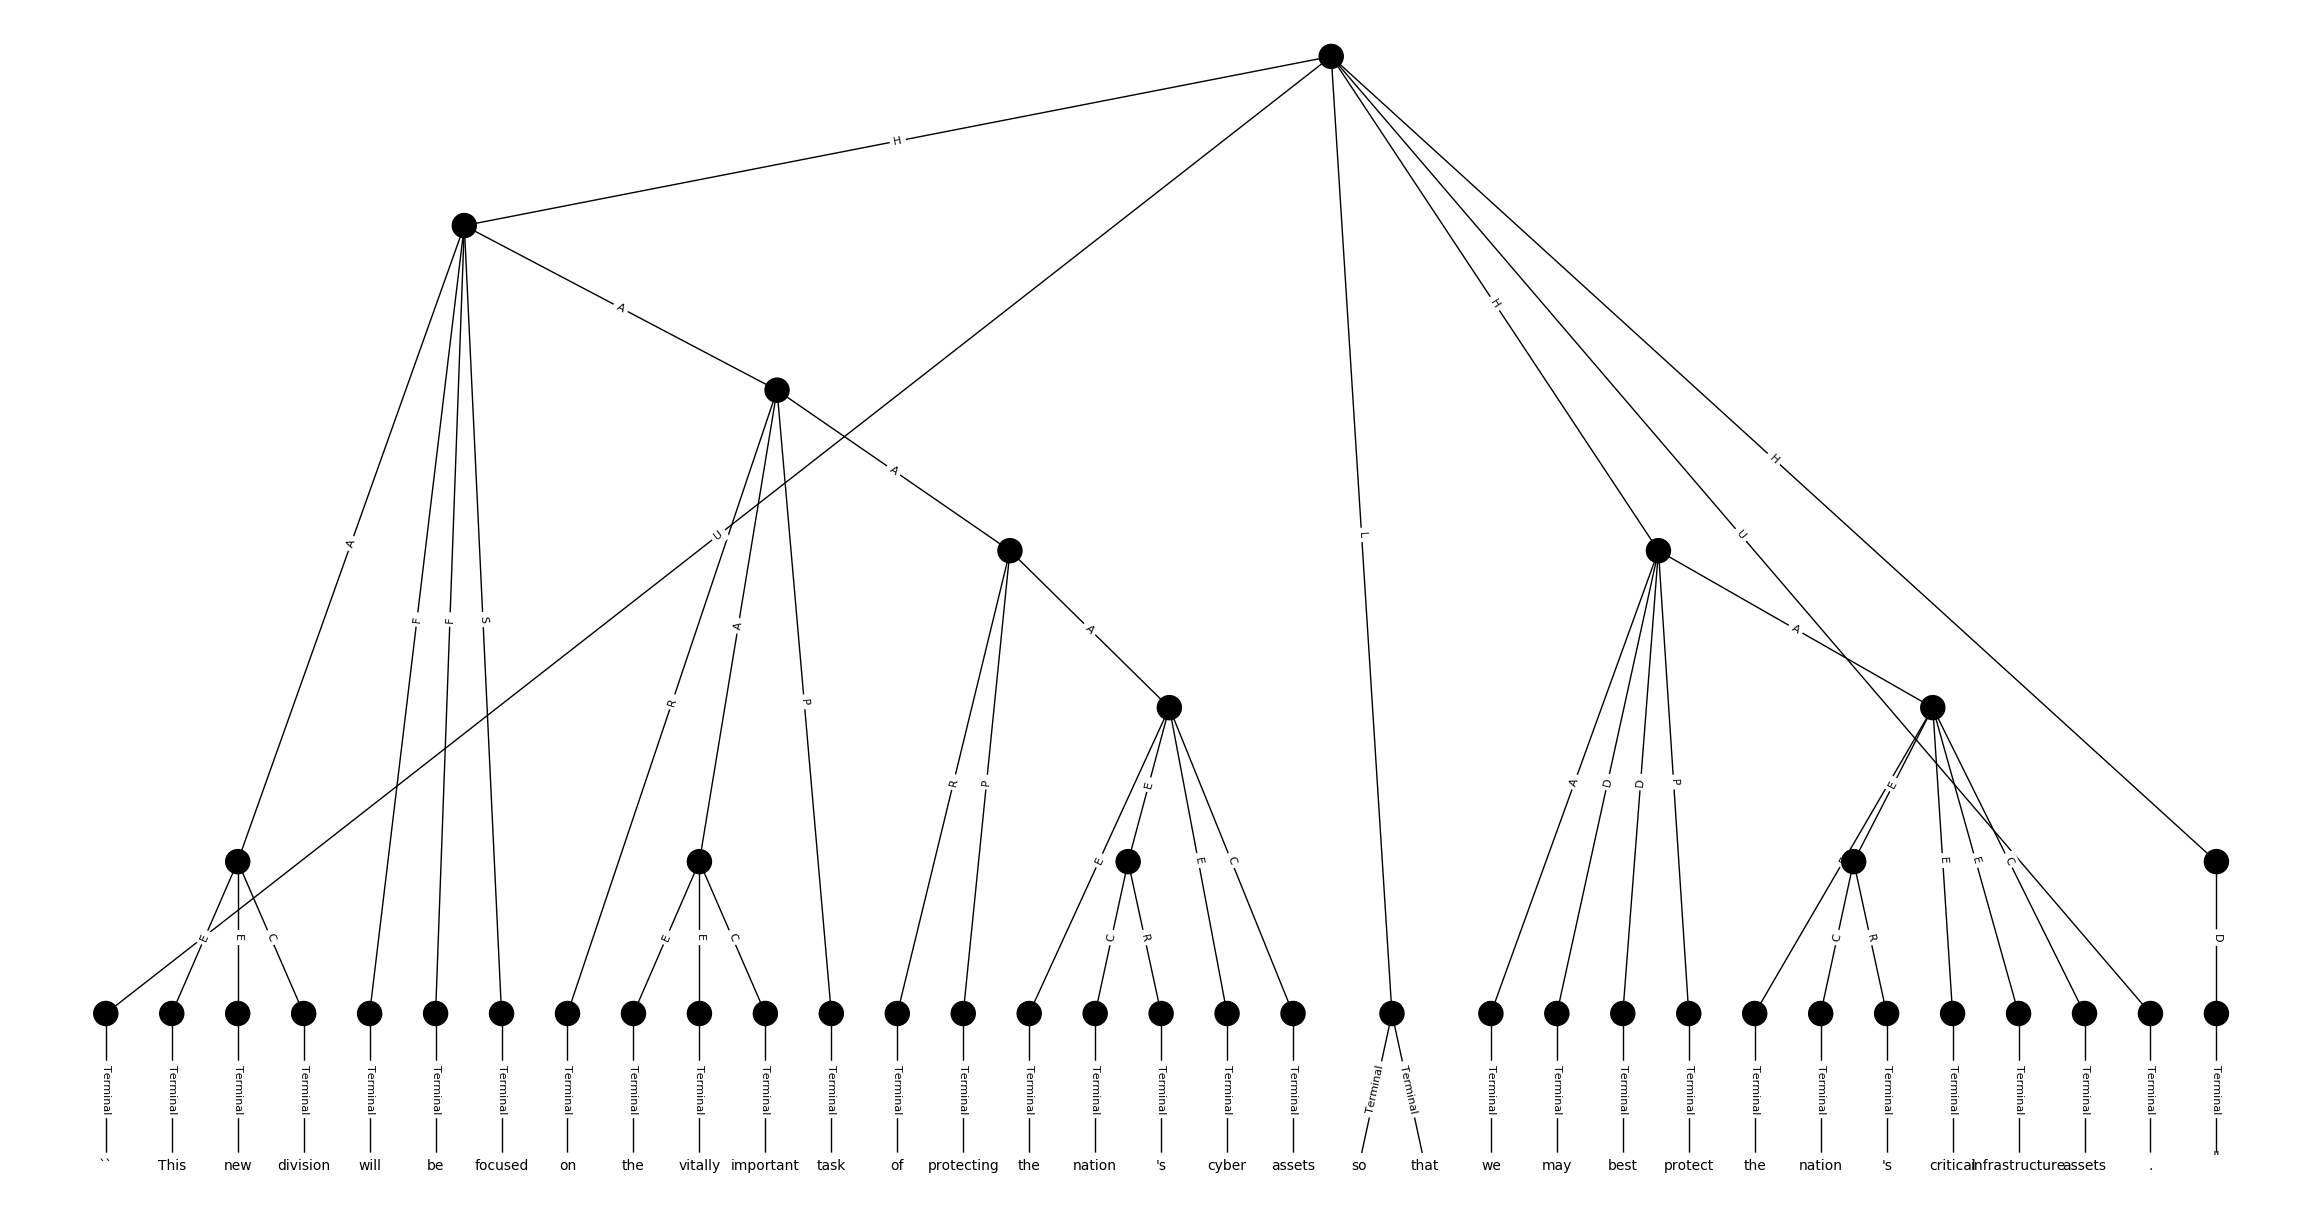 H
A
H
A
H
L
U
U
A
A
F
F
S
A
A
R
P
A
D
D
P
R
P
E
E
E
E
E
C
E
E
C
E
E
C
E
E
C
C
R
C
R
Terminal Terminal Terminal Terminal Terminal Terminal Terminal Terminal Terminal Terminal Terminal Terminal Terminal Terminal Terminal Terminal Terminal Terminal Terminal Terminal Terminal Terminal Terminal Terminal Terminal Terminal Terminal Terminal Terminal Terminal Terminal Terminal Terminal
`` This new division will be focused on the vitally important task of protecting the nation 's cyber assets so that we may best protect the nation 's critical infrastructure assets . "